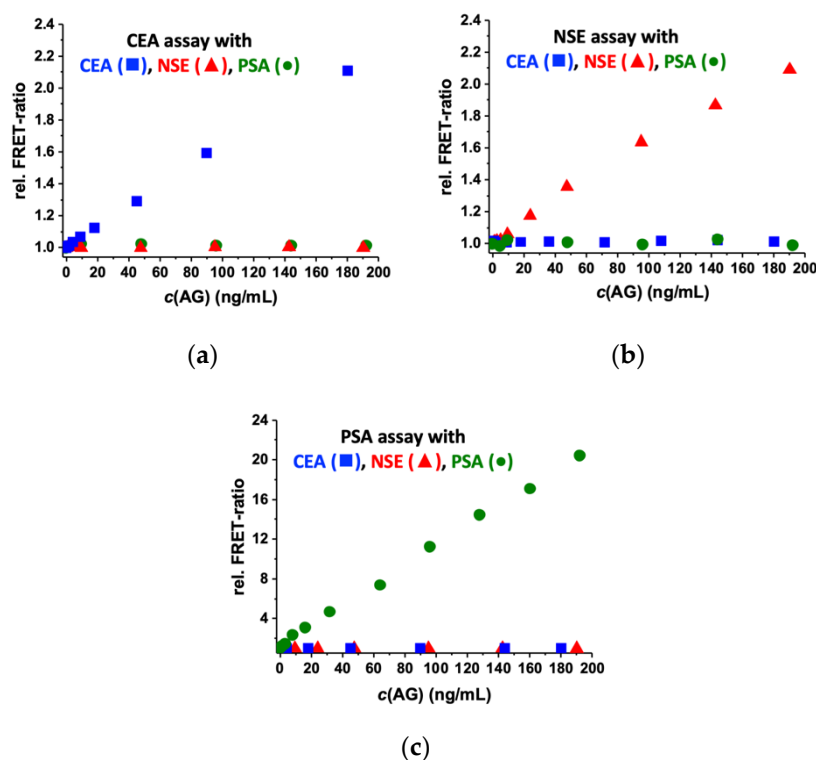 2.4
2.2
2.0
1.8
1.6
1.4
1.2
1.0
rel. FRET-ratio
CEA assay with
CEA (■), NSE (▲), PSA (●)
0 20 40 60 80 100 120 140 160 180 200
c(AG) (ng/mL)
(a)
2.4
2.2
2.0
1.8
1.6
1.4
1.2
1.0
rel. FRET-ratio
NSE assay with
CEA (■), NSE (▲), PSA (●)
0 20 40 60 80 100 120 140 160 180 200
c(AG) (ng/mL)
(b)
24
20
16
12
8
4
rel. FRET-ratio
PSA assay with
CEA (■), NSE (▲), PSA (●)
0 20 40 60 80 100 120 140 160 180 200
c(AG) (ng/mL)
(c)